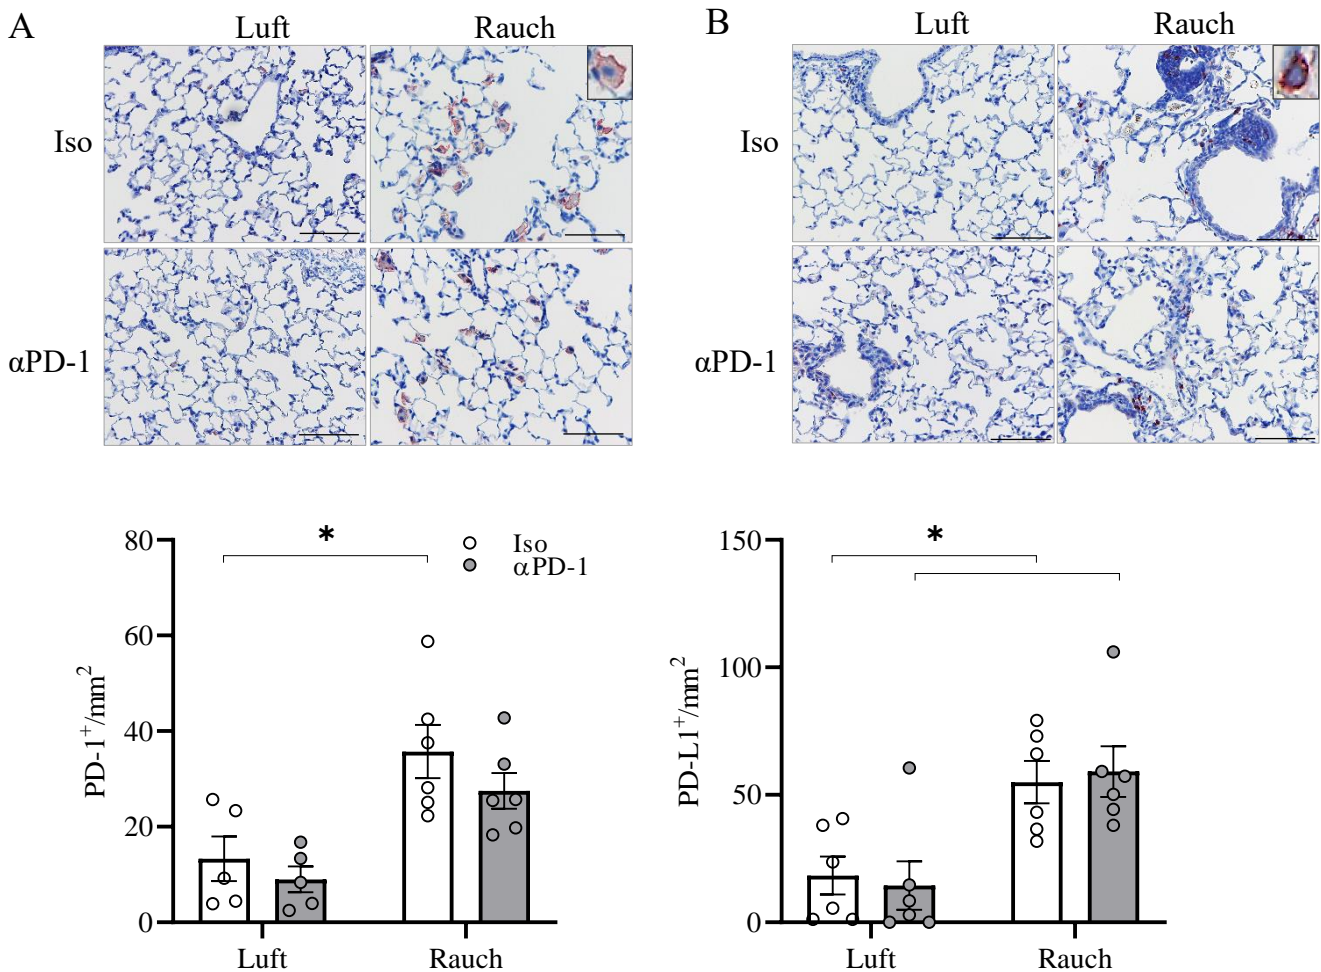 A
Luft
Rauch
Iso
αPD-1
B
Luft
Rauch
Iso
αPD-1
*
Iso
αPD-1
80
60
40
20
0
PD-1⁺/mm²
Luft
Rauch
*
150
100
50
0
PD-L1⁺/mm²
Luft
Rauch